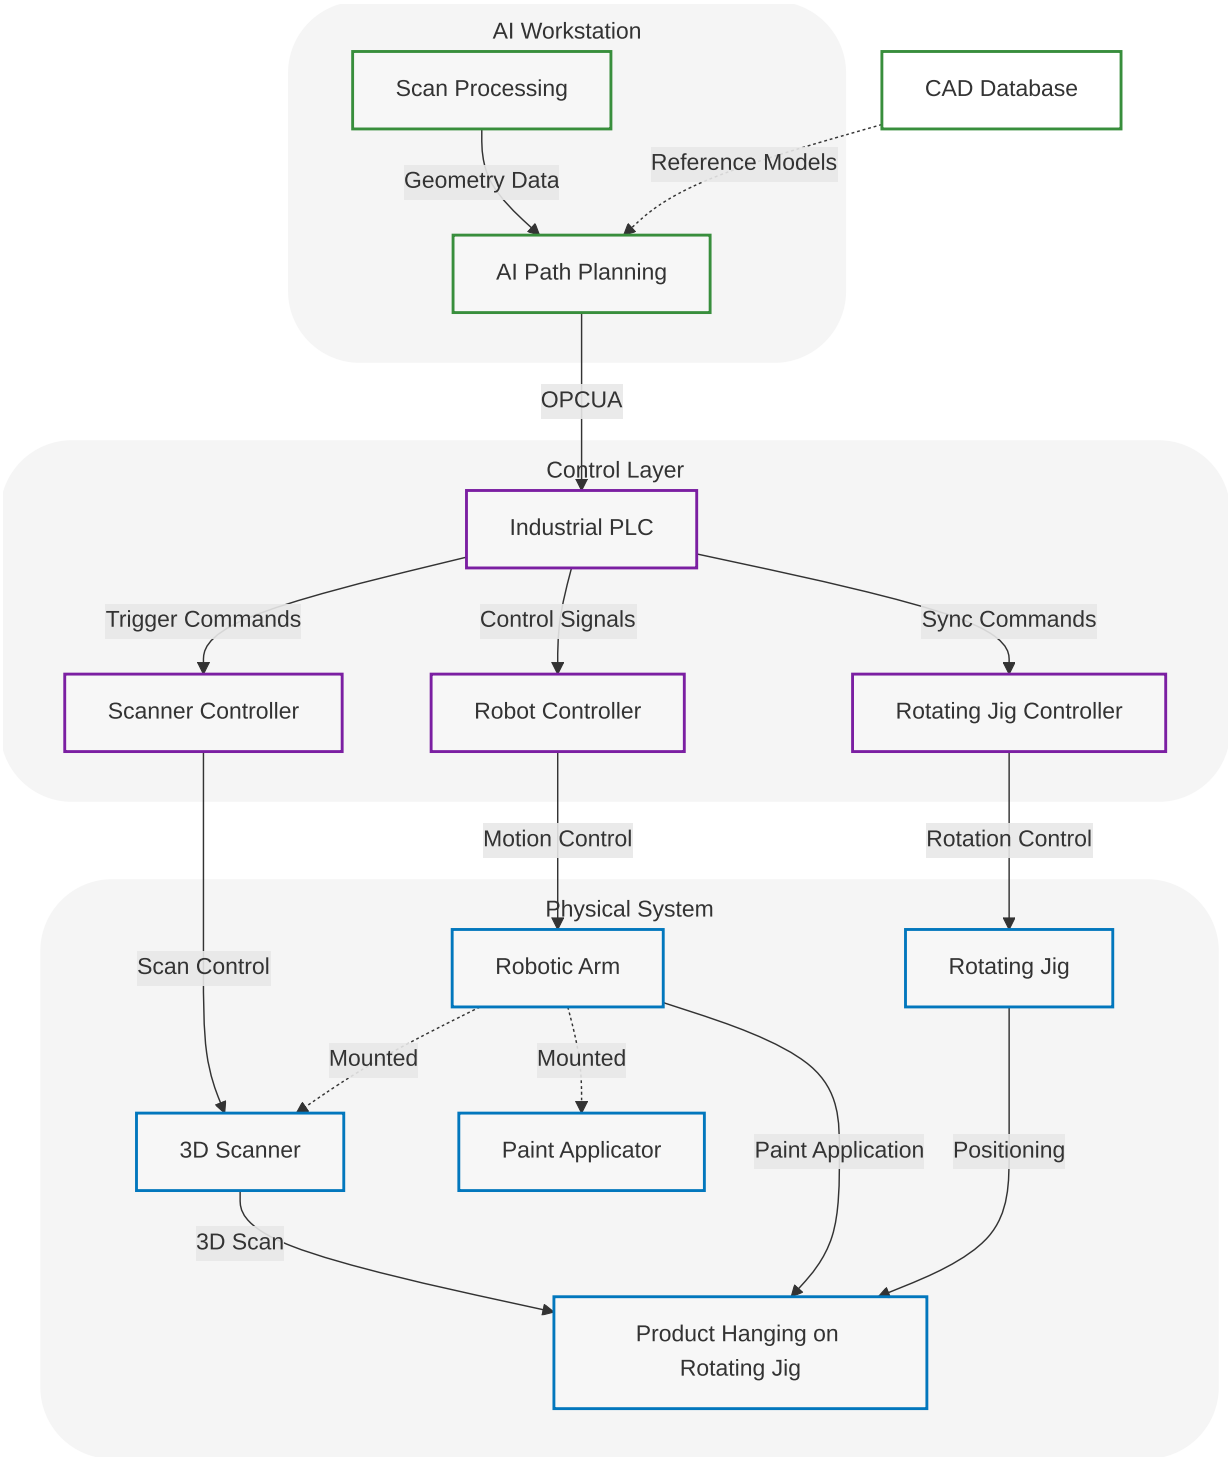 AI Workstation
Scan Processing
CAD Database
Reference Models
Geometry Data
AI Path Planning
OPCUA
Control Layer
Industrial PLC
Trigger Commands
Control Signals
Sync Commands
Scanner Controller
Robot Controller
Rotating Jig Controller
Motion Control
Rotation Control
Physical System
Scan Control
Robotic Arm
Rotating Jig
Mounted
Mounted
3D Scanner
Paint Applicator
Paint Application
Positioning
3D Scan
Product Hanging on
Rotating Jig